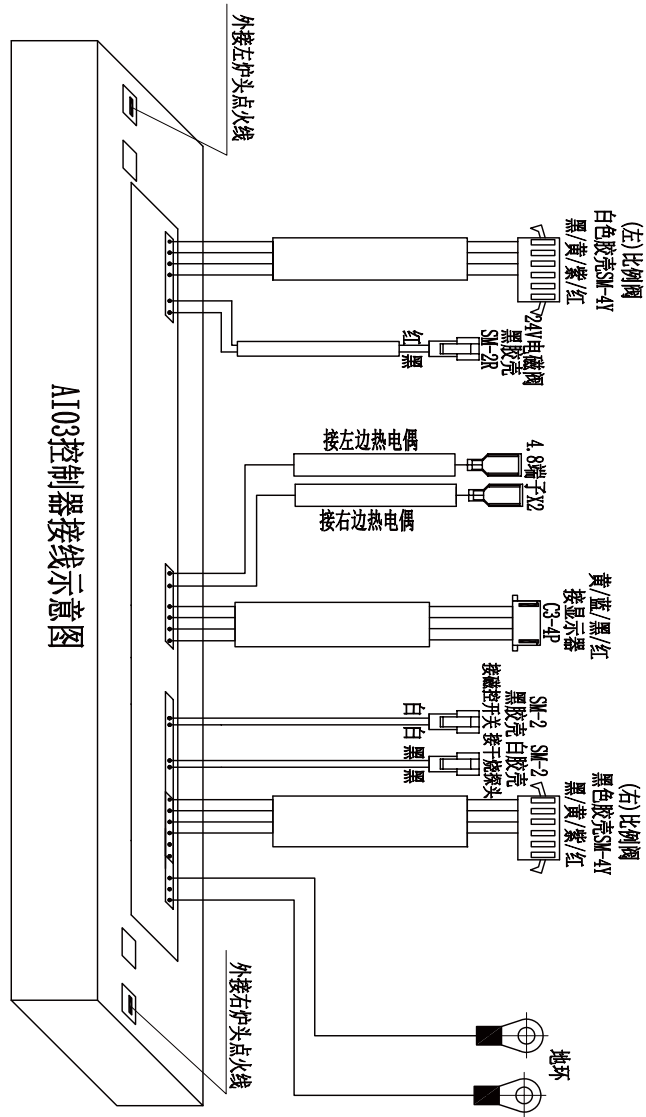 外接左炉头点火线
(左)比例阀
白色胶壳SM-4Y
黑/黄/紫/红
24V电磁阀
黑胶壳
SM-2R
红
黑
4.8端子X2
接左边热电偶
接右边热电偶
黄/蓝/黑/红
接显示器
C3-4P
SM-2
黑胶壳
接磁控开关
白
白
SM-2
白胶壳
接干烧探头
黑
黑
(右)比例阀
黑色胶壳SM-4Y
黑/黄/紫/红
地环
外接右炉头点火线
AI03控制器接线示意图